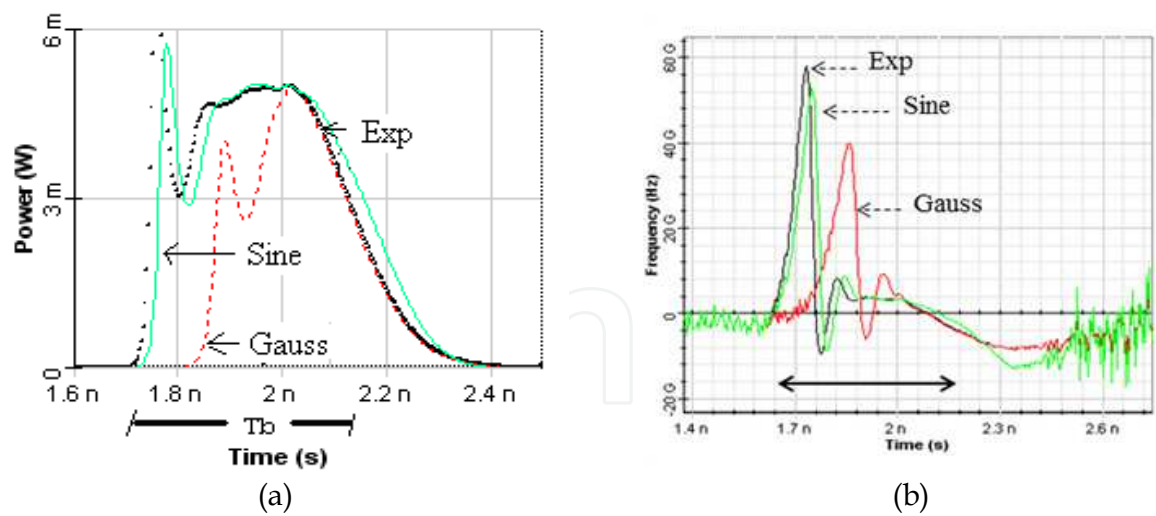 6 m
3 m
0
Power (W)
Exp
Sine
Gauss
1.6 n 1.8 n 2 n 2.2 n 2.4 n
Tb
Time (s)
(a)
60 G
40 G
20 G
0
-20 G
Frequency (Hz)
Exp
Sine
Gauss
1.4 n 1.7 n 2 n 2.3 n 2.6 n
Time (s)
(b)